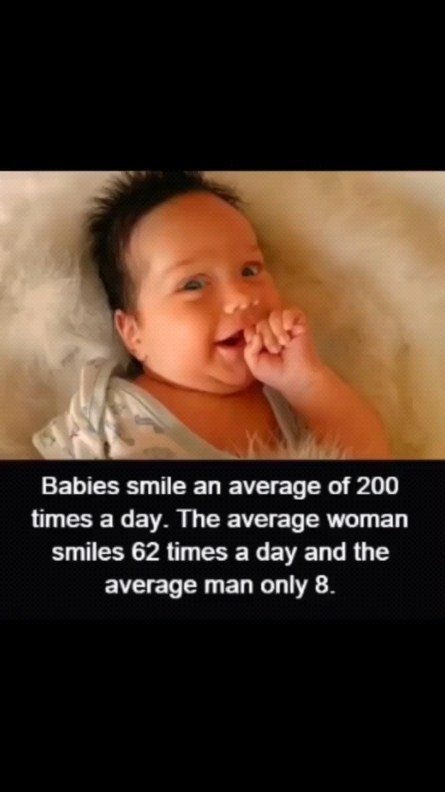 Babies smile an average of 200
times a day. The average woman
smiles 62 times a day and the
average man only 8.